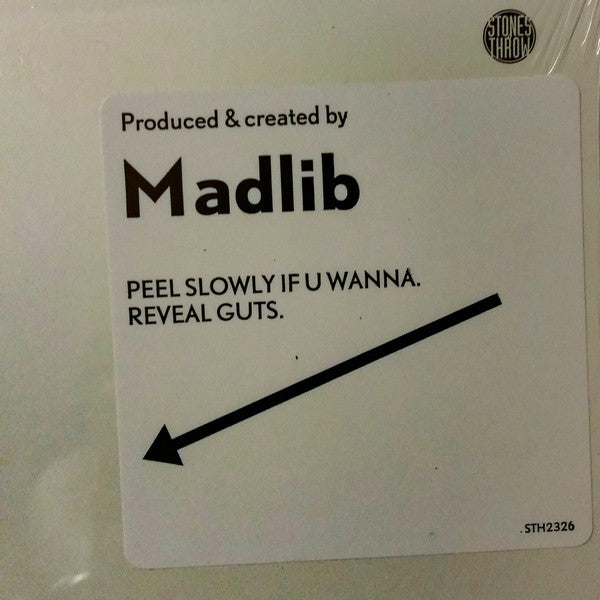 STONES
THROW
Produced & created by
Madlib
PEEL SLOWLY IF U WANNA.
REVEAL GUTS.
STH2326